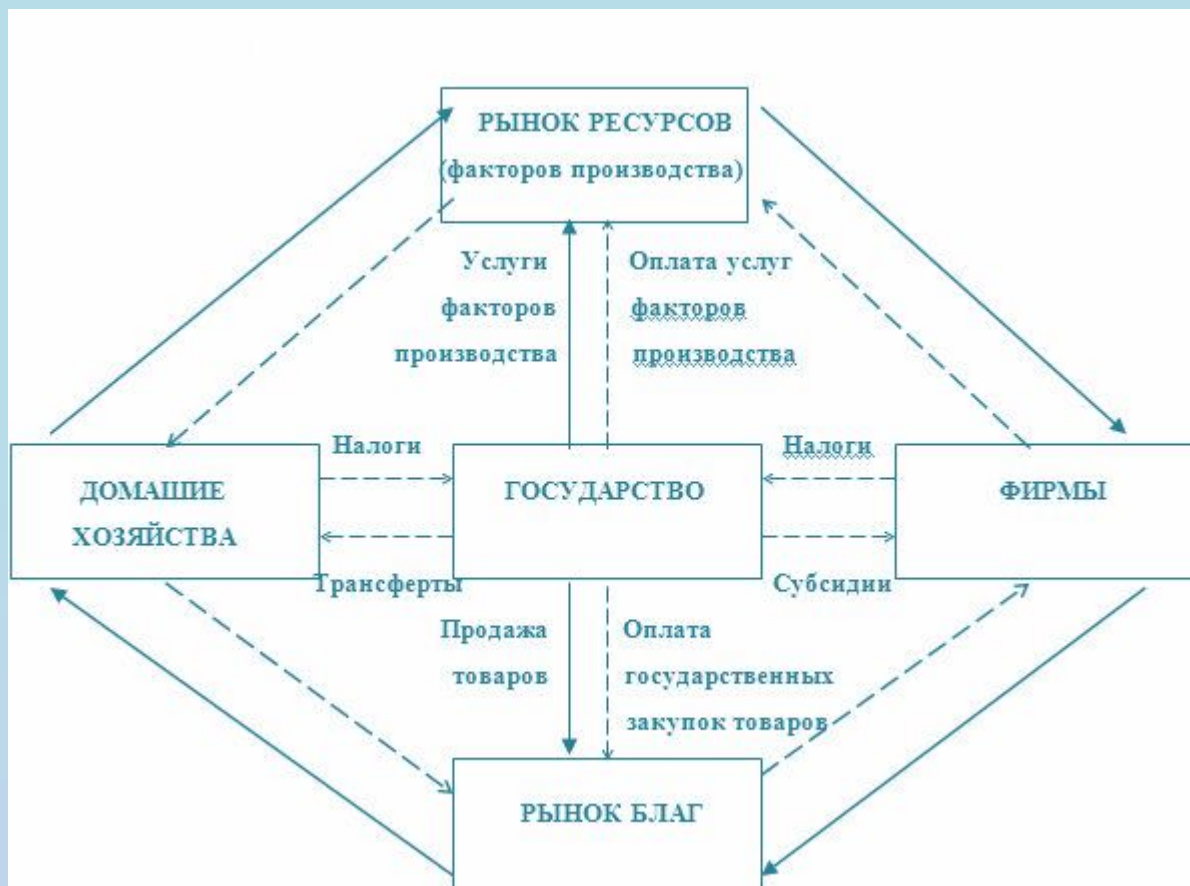 РЫНОК РЕСУРСОВ
(факторов производства)
Услуги
факторов
производства
Оплата услуг
факторов
производства
Налоги
Налоги
ДОМАШИЕ
ХОЗЯЙСТВА
ГОСУДАРСТВО
ФИРМЫ
Трансферты
Субсидии
Продажа
товаров
Оплата
государственных
закупок товаров
РЫНОК БЛАГ